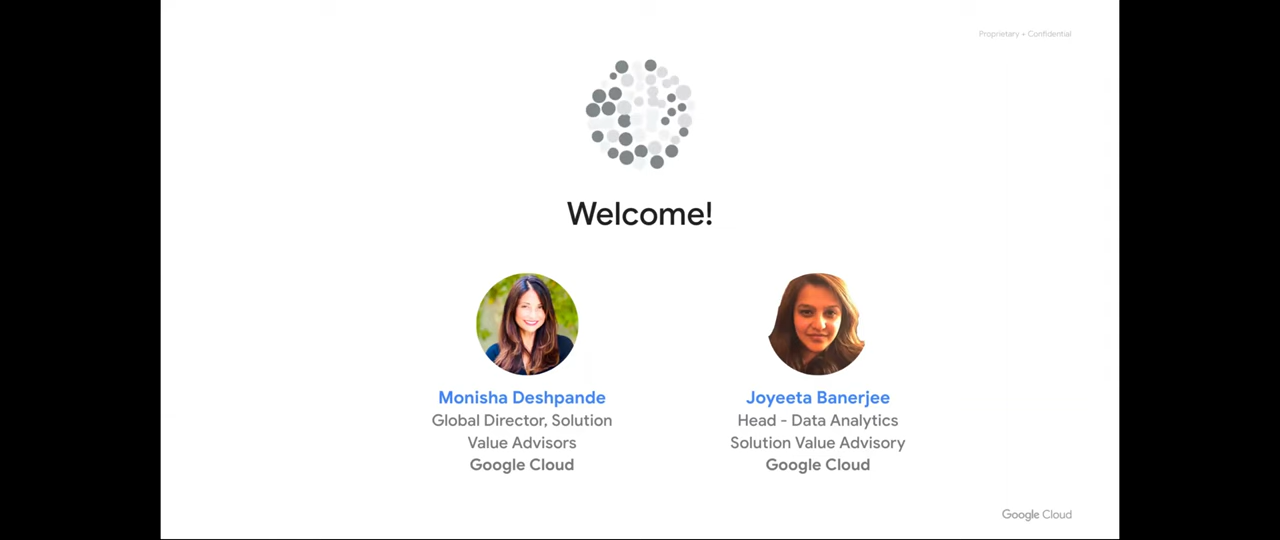 Proprietary + Confidential
Welcome!
Monisha Deshpande
Global Director, Solution
Value Advisors
Google Cloud
Joyeeta Banerjee
Head - Data Analytics
Solution Value Advisory
Google Cloud
Google Cloud